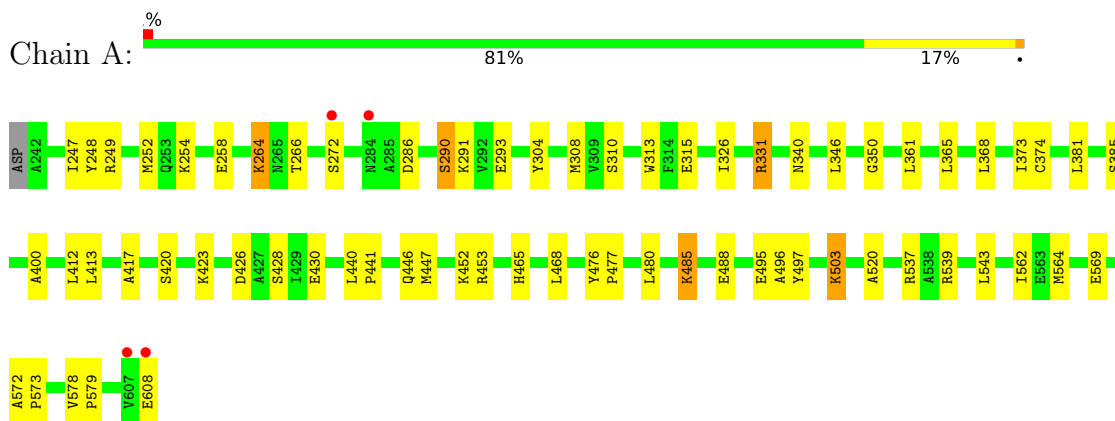 %
Chain A:
81% 17% •
ASP A242 I247 Y248 R249 M252 Q253 K254 E258 K264 N265 T266 S272 N284 A285 D286 S290 K291 V292 E293 Y304 M308 V309 S310 W313 F314 E315 I326 R331 N340 L346 G350 L361 L365 L368 I373 C374 L381
A400 L412 L413 A417 S420 K423 D426 A427 S428 I429 E430 L440 P441 Q446 M447 K452 R453 H465 L468 Y476 P477 L480 K485 E488 E495 A496 Y497 K503 A520 R537 A538 R539 L543 I562 E563 M564 E569
A572 P573 V578 P579 V607 E608